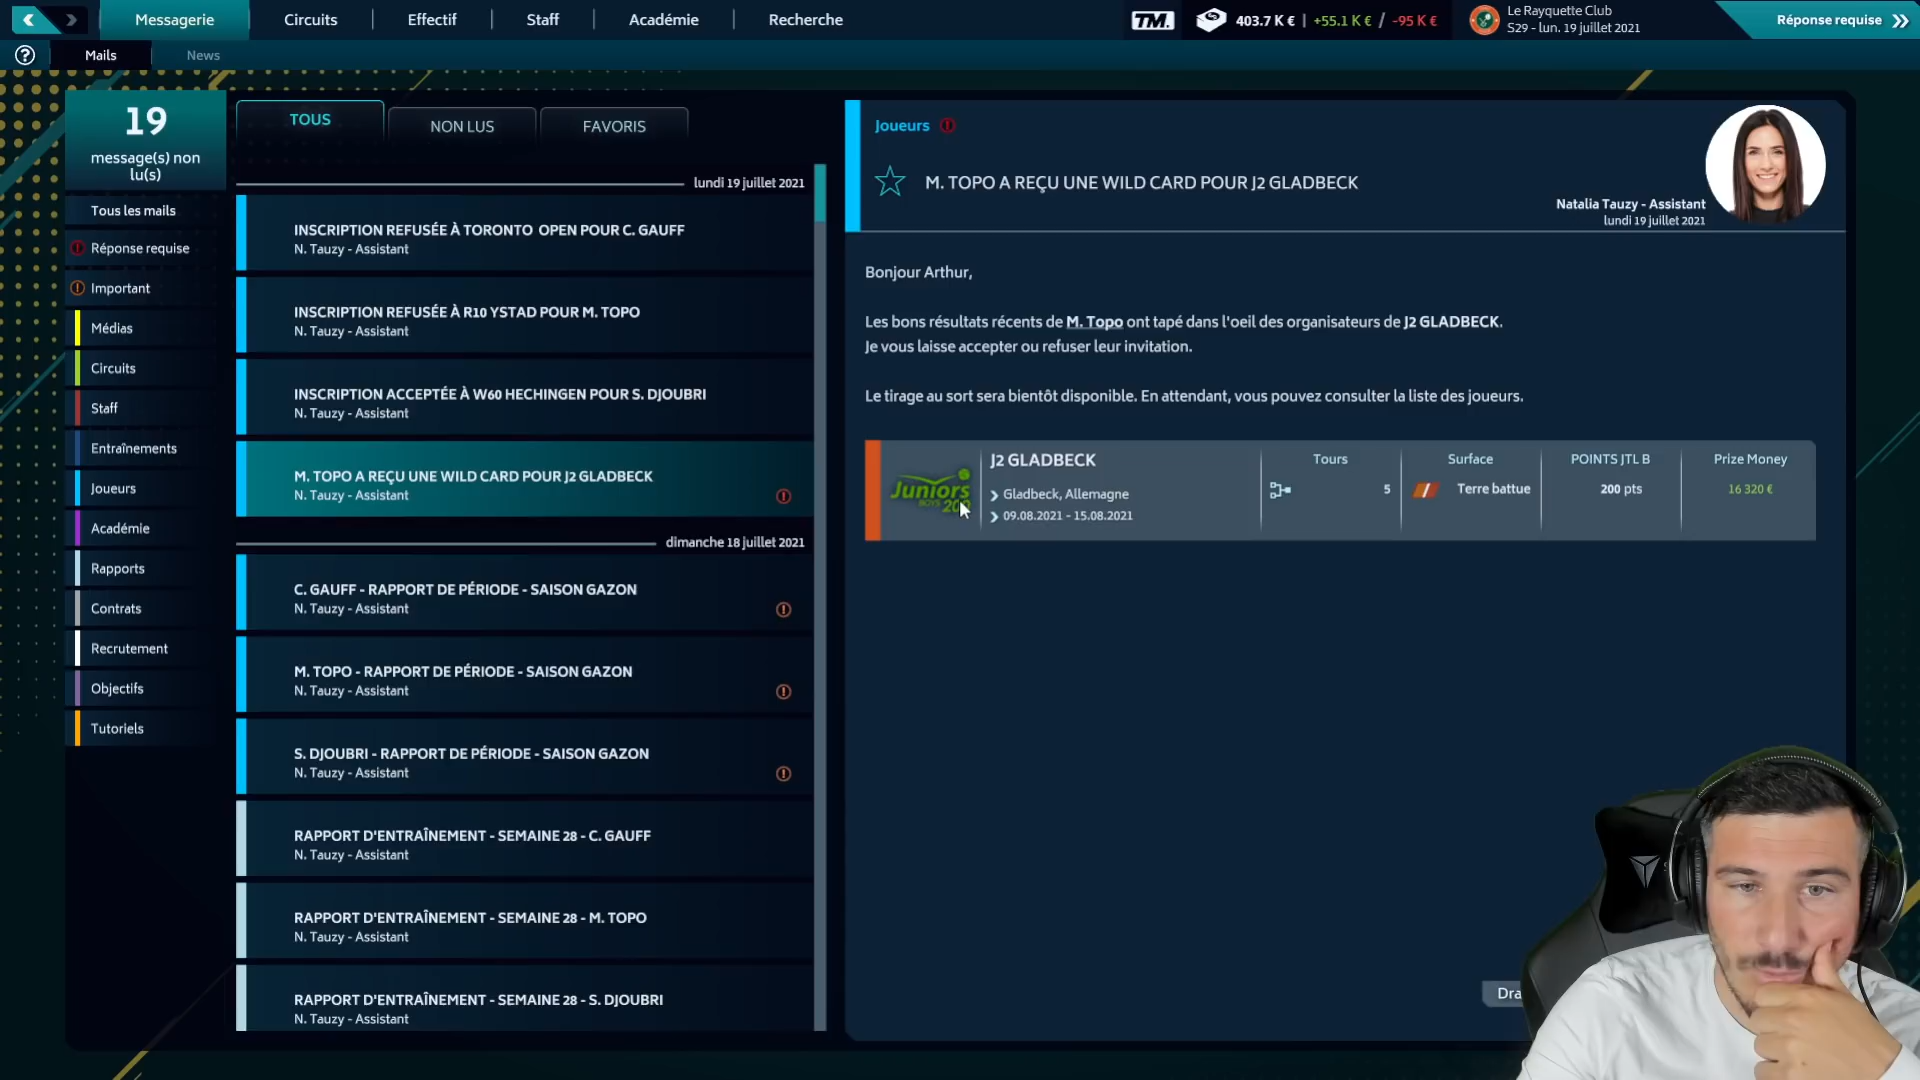 Messagerie
Circuits
Effectif
Staff
Académie
Recherche
TM.
403.7 K € | +55.1 K € / -95 K €
Le Rayquette Club
S29 - lun. 19 juillet 2021
Réponse requise
Mails
News
19
message(s) non
lu(s)
Tous les mails
Réponse requise
Important
Médias
Circuits
Staff
Entraînements
Joueurs
Académie
Rapports
Contrats
Recrutement
Objectifs
Tutoriels
TOUS
NON LUS
FAVORIS
lundi 19 juillet 2021
INSCRIPTION REFUSÉE À TORONTO OPEN POUR C. GAUFF
N. Tauzy - Assistant
INSCRIPTION REFUSÉE À R10 YSTAD POUR M. TOPO
N. Tauzy - Assistant
INSCRIPTION ACCEPTÉE À W60 HECHINGEN POUR S. DJOUBRI
N. Tauzy - Assistant
M. TOPO A REÇU UNE WILD CARD POUR J2 GLADBECK
N. Tauzy - Assistant
dimanche 18 juillet 2021
C. GAUFF - RAPPORT DE PÉRIODE - SAISON GAZON
N. Tauzy - Assistant
M. TOPO - RAPPORT DE PÉRIODE - SAISON GAZON
N. Tauzy - Assistant
S. DJOUBRI - RAPPORT DE PÉRIODE - SAISON GAZON
N. Tauzy - Assistant
RAPPORT D'ENTRAÎNEMENT - SEMAINE 28 - C. GAUFF
N. Tauzy - Assistant
RAPPORT D'ENTRAÎNEMENT - SEMAINE 28 - M. TOPO
N. Tauzy - Assistant
RAPPORT D'ENTRAÎNEMENT - SEMAINE 28 - S. DJOUBRI
N. Tauzy - Assistant
Joueurs
M. TOPO A REÇU UNE WILD CARD POUR J2 GLADBECK
Natalia Tauzy - Assistant
lundi 19 juillet 2021
Bonjour Arthur,
Les bons résultats récents de M. Topo ont tapé dans l'oeil des organisateurs de J2 GLADBECK.
Je vous laisse accepter ou refuser leur invitation.
Le tirage au sort sera bientôt disponible. En attendant, vous pouvez consulter la liste des joueurs.
Juniors
BOYS 200
J2 GLADBECK
Gladbeck, Allemagne
09.08.2021 - 15.08.2021
Tours
5
Surface
Terre battue
POINTS JTL B
200 pts
Prize Money
16 320 €
Dra